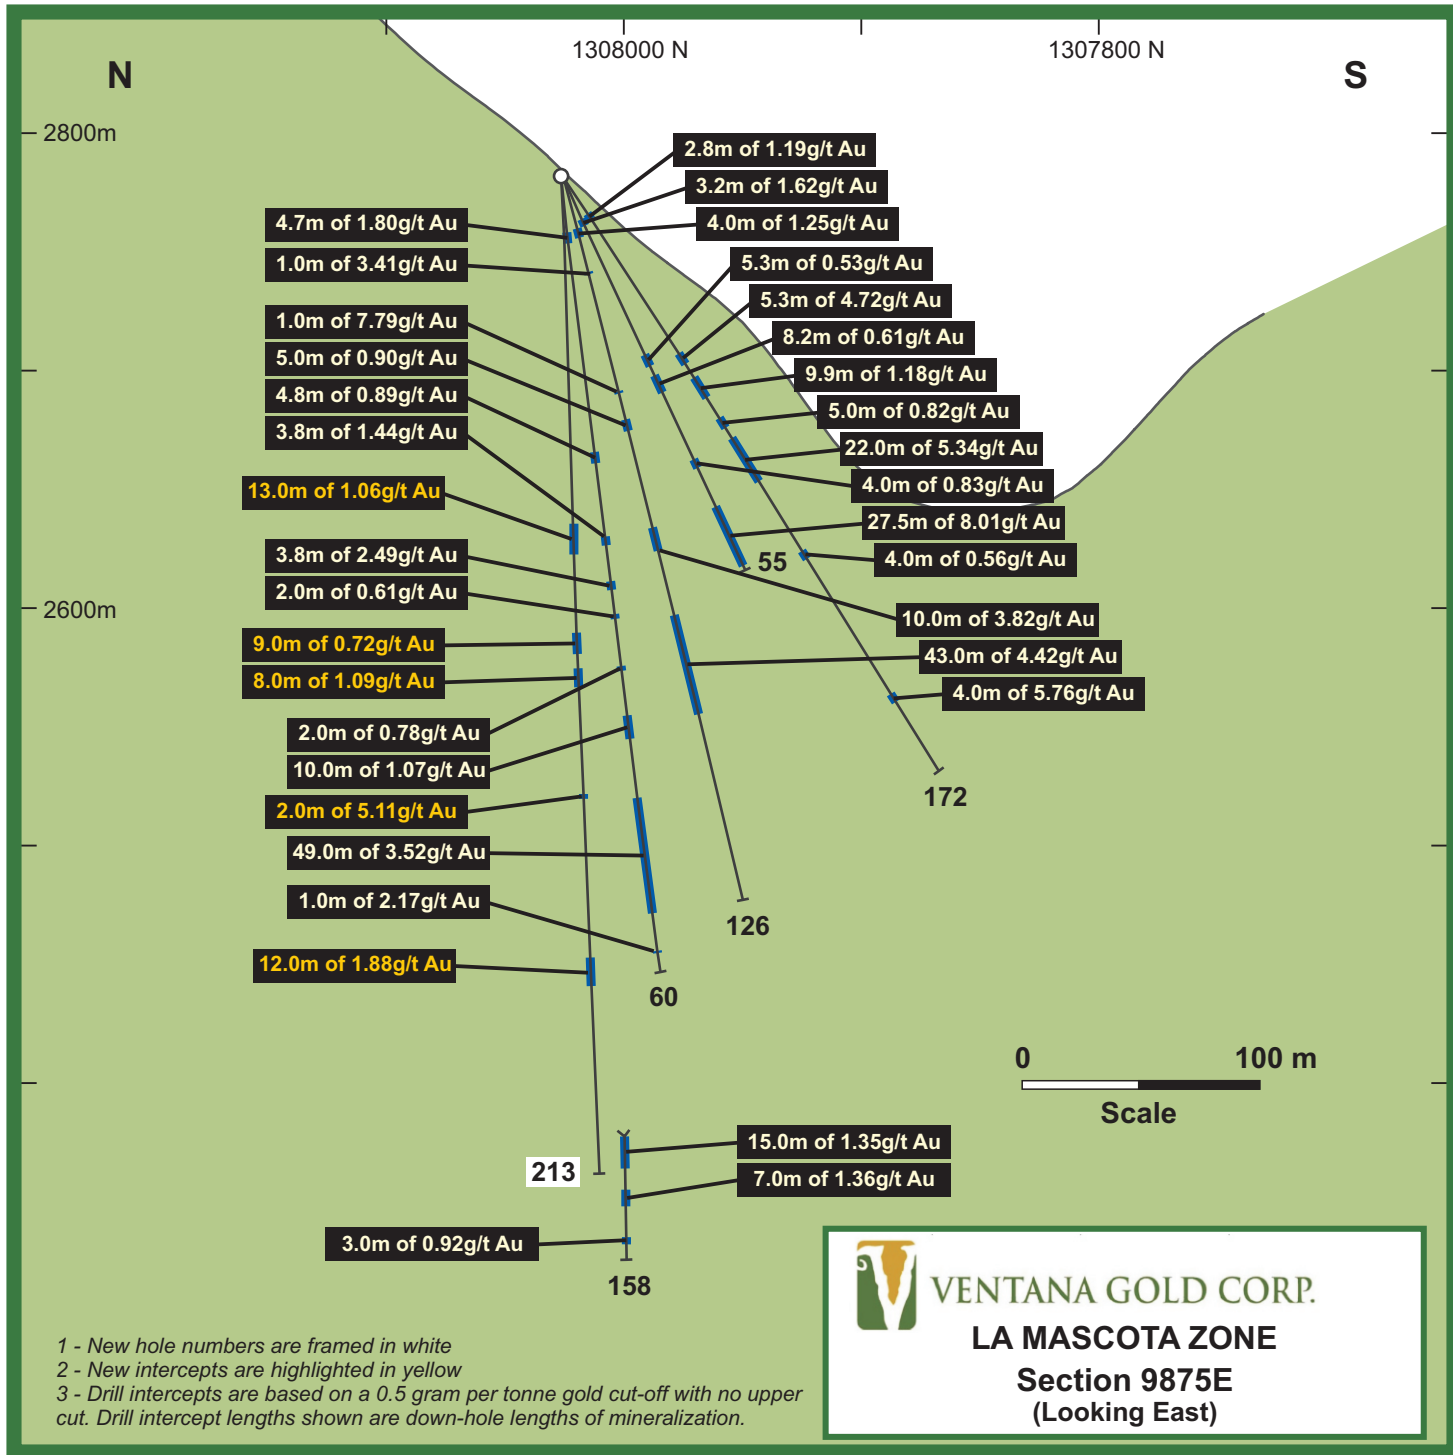 1308000 N
1307800 N
N
S
2800m
2.8m of 1.19g/t Au
3.2m of 1.62g/t Au
4.7m of 1.80g/t Au
4.0m of 1.25g/t Au
1.0m of 3.41g/t Au
5.3m of 0.53g/t Au
5.3m of 4.72g/t Au
1.0m of 7.79g/t Au
8.2m of 0.61g/t Au
5.0m of 0.90g/t Au
9.9m of 1.18g/t Au
4.8m of 0.89g/t Au
5.0m of 0.82g/t Au
3.8m of 1.44g/t Au
22.0m of 5.34g/t Au
13.0m of 1.06g/t Au
4.0m of 0.83g/t Au
27.5m of 8.01g/t Au
3.8m of 2.49g/t Au
55
4.0m of 0.56g/t Au
2.0m of 0.61g/t Au
2600m
10.0m of 3.82g/t Au
9.0m of 0.72g/t Au
43.0m of 4.42g/t Au
8.0m of 1.09g/t Au
4.0m of 5.76g/t Au
2.0m of 0.78g/t Au
10.0m of 1.07g/t Au
172
2.0m of 5.11g/t Au
49.0m of 3.52g/t Au
1.0m of 2.17g/t Au
126
12.0m of 1.88g/t Au
60
0
100 m
Scale
15.0m of 1.35g/t Au
213
7.0m of 1.36g/t Au
3.0m of 0.92g/t Au
158
VENTANA GOLD CORP.
LA MASCOTA ZONE
Section 9875E
(Looking East)
1 - New hole numbers are framed in white
2 - New intercepts are highlighted in yellow
3 - Drill intercepts are based on a 0.5 gram per tonne gold cut-off with no upper
cut. Drill intercept lengths shown are down-hole lengths of mineralization.